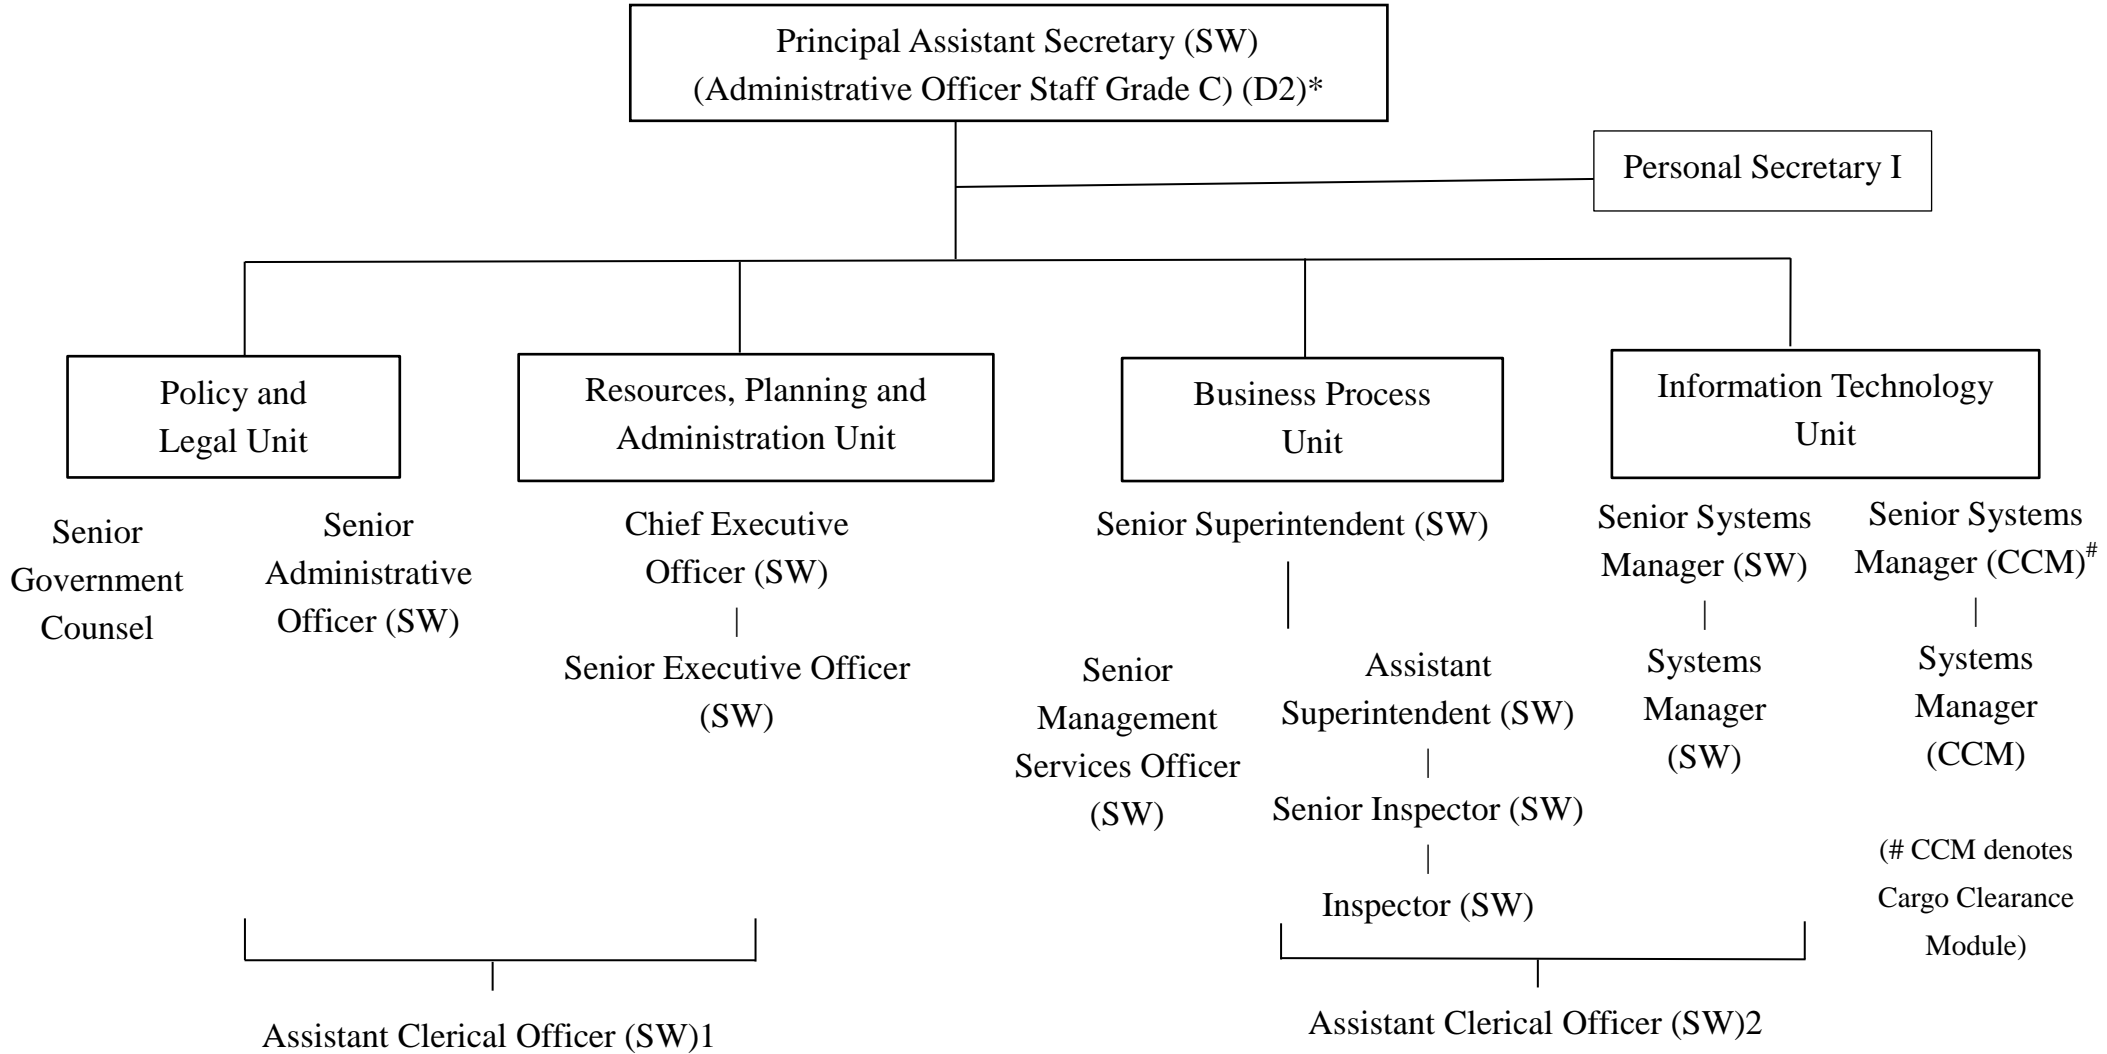 Principal Assistant Secretary (SW)
(Administrative Officer Staff Grade C) (D2)*
Personal Secretary I
Policy and
Legal Unit
Resources, Planning and
Administration Unit
Business Process
Unit
Information Technology
Unit
Senior
Government
Counsel
Senior
Administrative
Officer (SW)
Chief Executive
Officer (SW)
Senior Executive Officer
(SW)
Senior Superintendent (SW)
Senior
Management
Services Officer
(SW)
Assistant
Superintendent (SW)
Senior Inspector (SW)
Inspector (SW)
Senior Systems
Manager (SW)
Systems
Manager
(SW)
Senior Systems
Manager (CCM)#
Systems
Manager
(CCM)
(# CCM denotes
Cargo Clearance
Module)
Assistant Clerical Officer (SW)1
Assistant Clerical Officer (SW)2